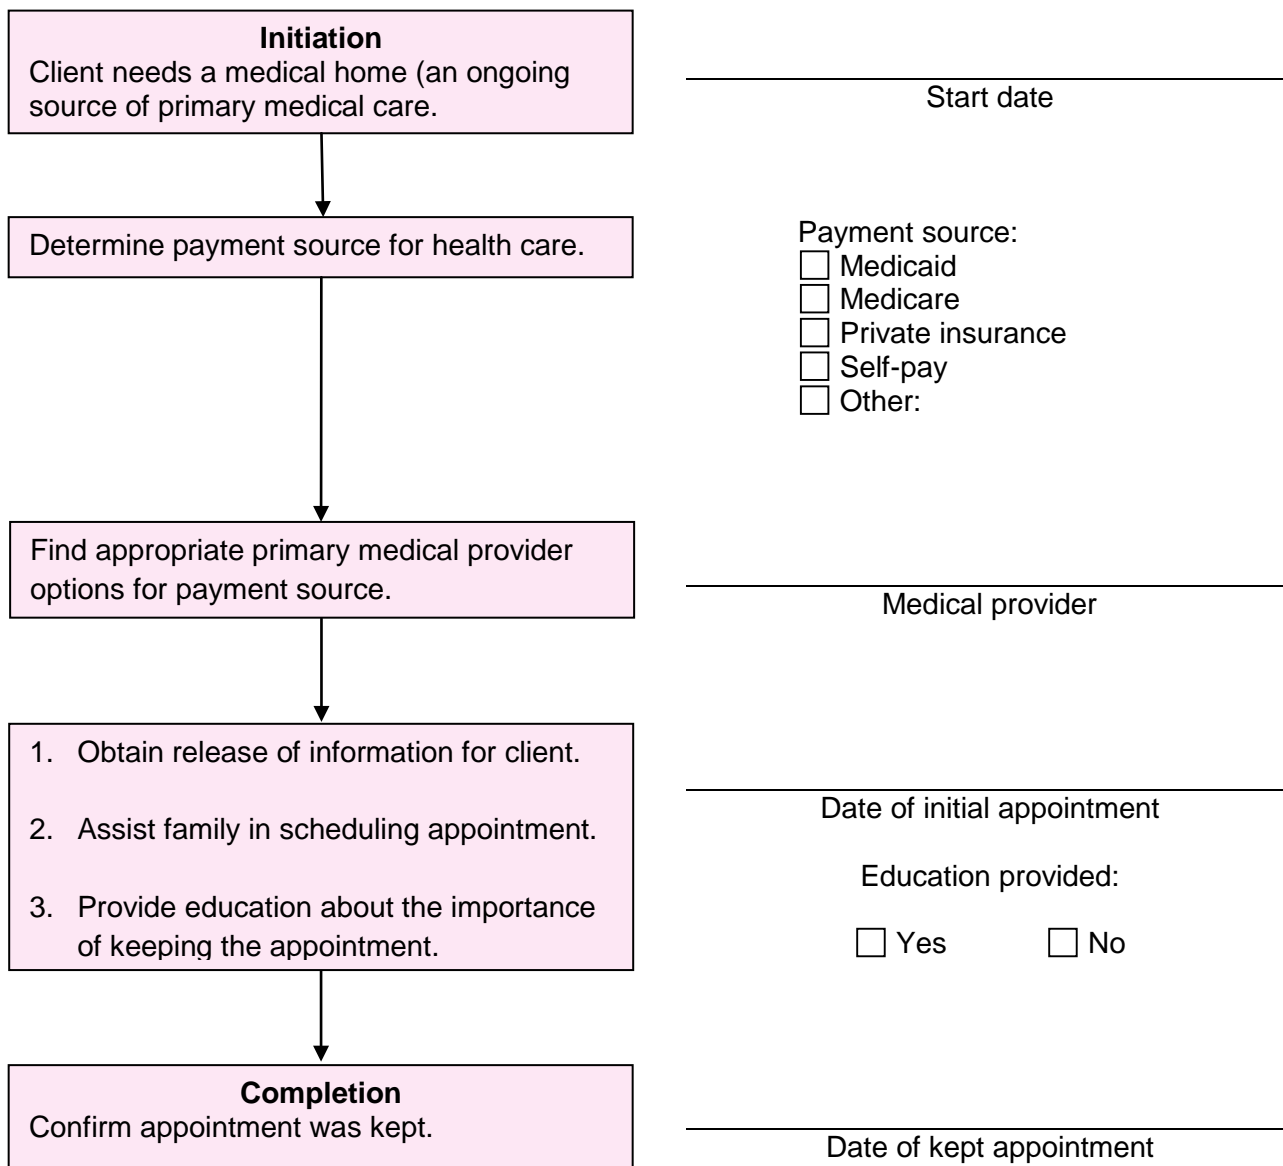 Initiation
Client needs a medical home (an ongoing
source of primary medical care.
Start date
Determine payment source for health care.
Payment source:
Medicaid
Medicare
Private insurance
Self-pay
Other:
Find appropriate primary medical provider
options for payment source.
Medical provider
1. Obtain release of information for client.
2. Assist family in scheduling appointment.
3. Provide education about the importance
of keeping the appointment.
Date of initial appointment
Education provided:
Yes No
Completion
Confirm appointment was kept.
Date of kept appointment